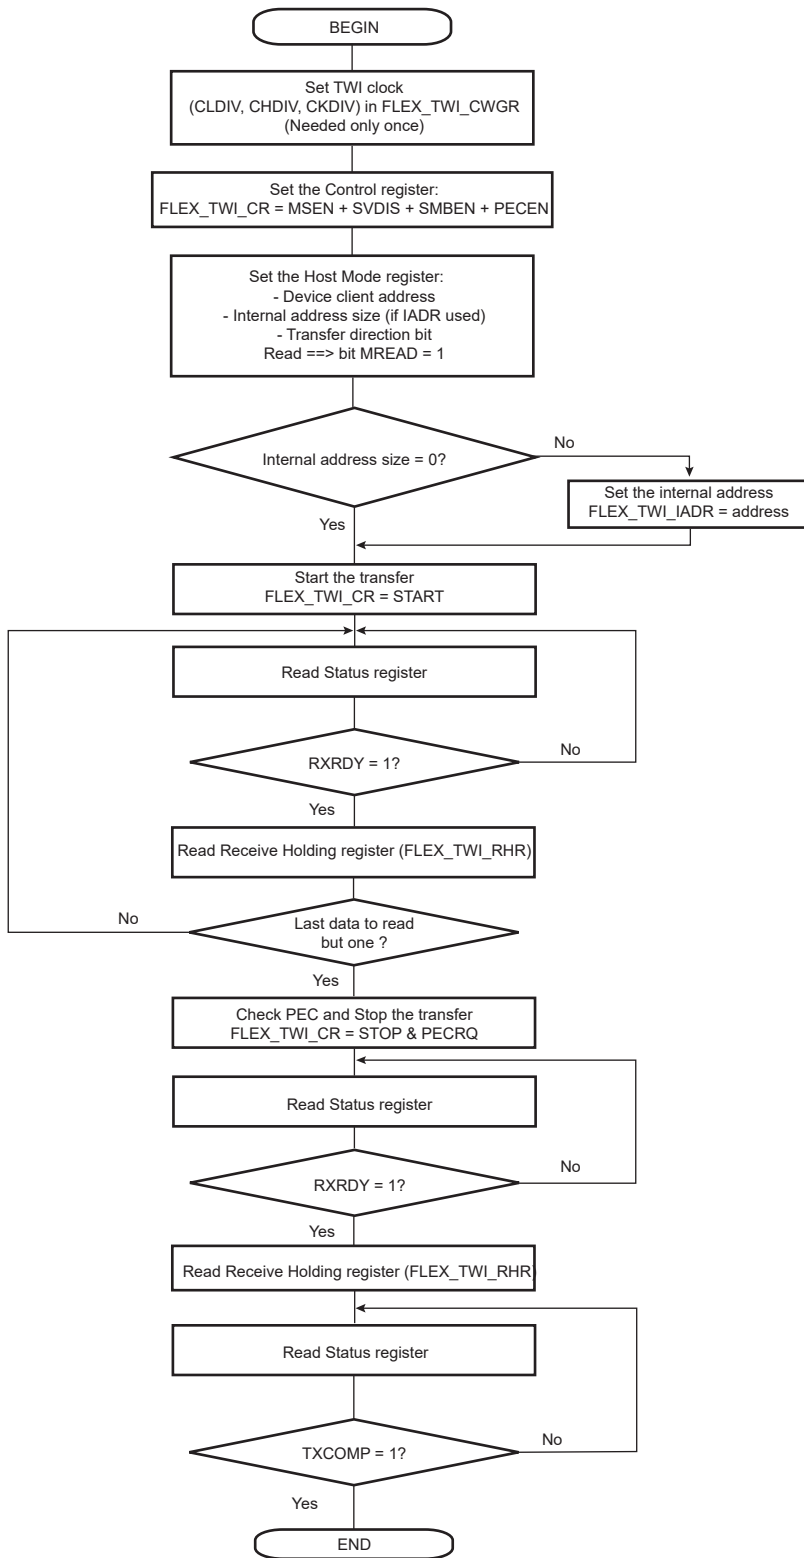 BEGIN
Set TWI clock
(CLDIV, CHDIV, CKDIV) in FLEX_TWI_CWGR
(Needed only once)
Set the Control register:
FLEX_TWI_CR = MSEN + SVDIS + SMBEN + PECEN
Set the Host Mode register:
- Device client address
- Internal address size (if IADR used)
- Transfer direction bit
Read ==> bit MREAD = 1
Internal address size = 0?
No
Set the internal address
FLEX_TWI_IADR = address
Yes
Start the transfer
FLEX_TWI_CR = START
Read Status register
RXRDY = 1?
No
Yes
Read Receive Holding register (FLEX_TWI_RHR)
Last data to read
but one ?
No
Yes
Check PEC and Stop the transfer
FLEX_TWI_CR = STOP & PECRQ
Read Status register
RXRDY = 1?
No
Yes
Read Receive Holding register (FLEX_TWI_RHR)
Read Status register
TXCOMP = 1?
No
Yes
END